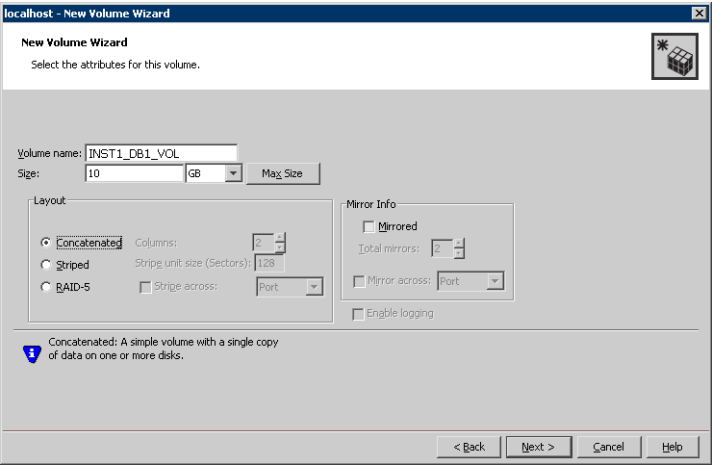 localhost - New Volume Wizard
New Volume Wizard
Select the attributes for this volume.
Volume name: INST1_DB1_VOL
Size: 10 GB Max Size
Layout
Concatenated Columns: 2
Striped Stripe unit size (Sectors): 128
RAID-5 Stripe across: Port
Mirror Info
Mirrored
Total mirrors: 2
Mirror across: Port
Enable logging
Concatenated: A simple volume with a single copy
of data on one or more disks.
< Back Next > Cancel Help